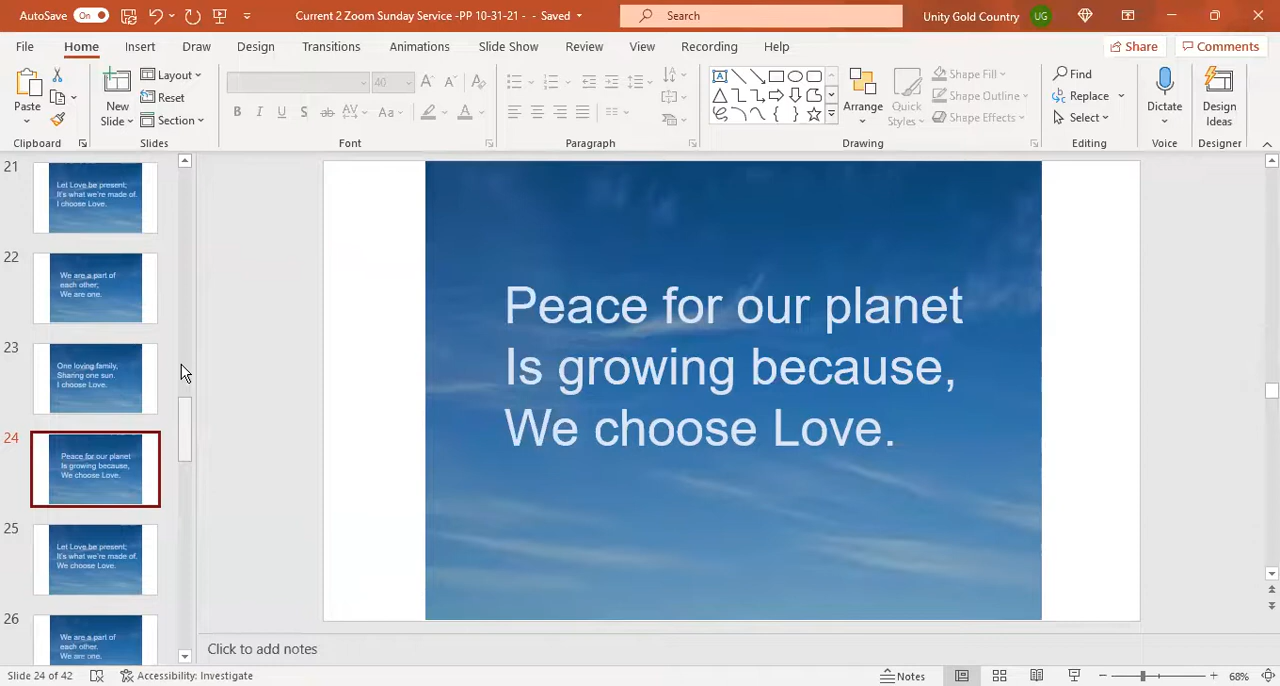 AutoSave On Current 2 Zoom Sunday Service -PP 10-31-21 - - Saved Search Unity Gold Country UG
File Home Insert Draw Design Transitions Animations Slide Show Review View Recording Help Share Comments
Paste New Slide Layout Reset Section 40 Arrange Quick Styles Shape Fill Shape Outline Shape Effects Find Replace Select Dictate Design Ideas
Clipboard Slides Font Paragraph Drawing Editing Voice Designer
21
Let Love be present;
It's what we're made of.
I choose Love.
22
We are a part of
each other;
We are one.
23
One loving family,
Sharing one sun.
I choose Love.
24
Peace for our planet
Is growing because,
We choose Love.
25
Let Love be present;
It's what we're made of.
We choose Love.
26
We are a part of
each other.
We are one.
Peace for our planet
Is growing because,
We choose Love.
Click to add notes
Slide 24 of 42 Accessibility: Investigate Notes 68%